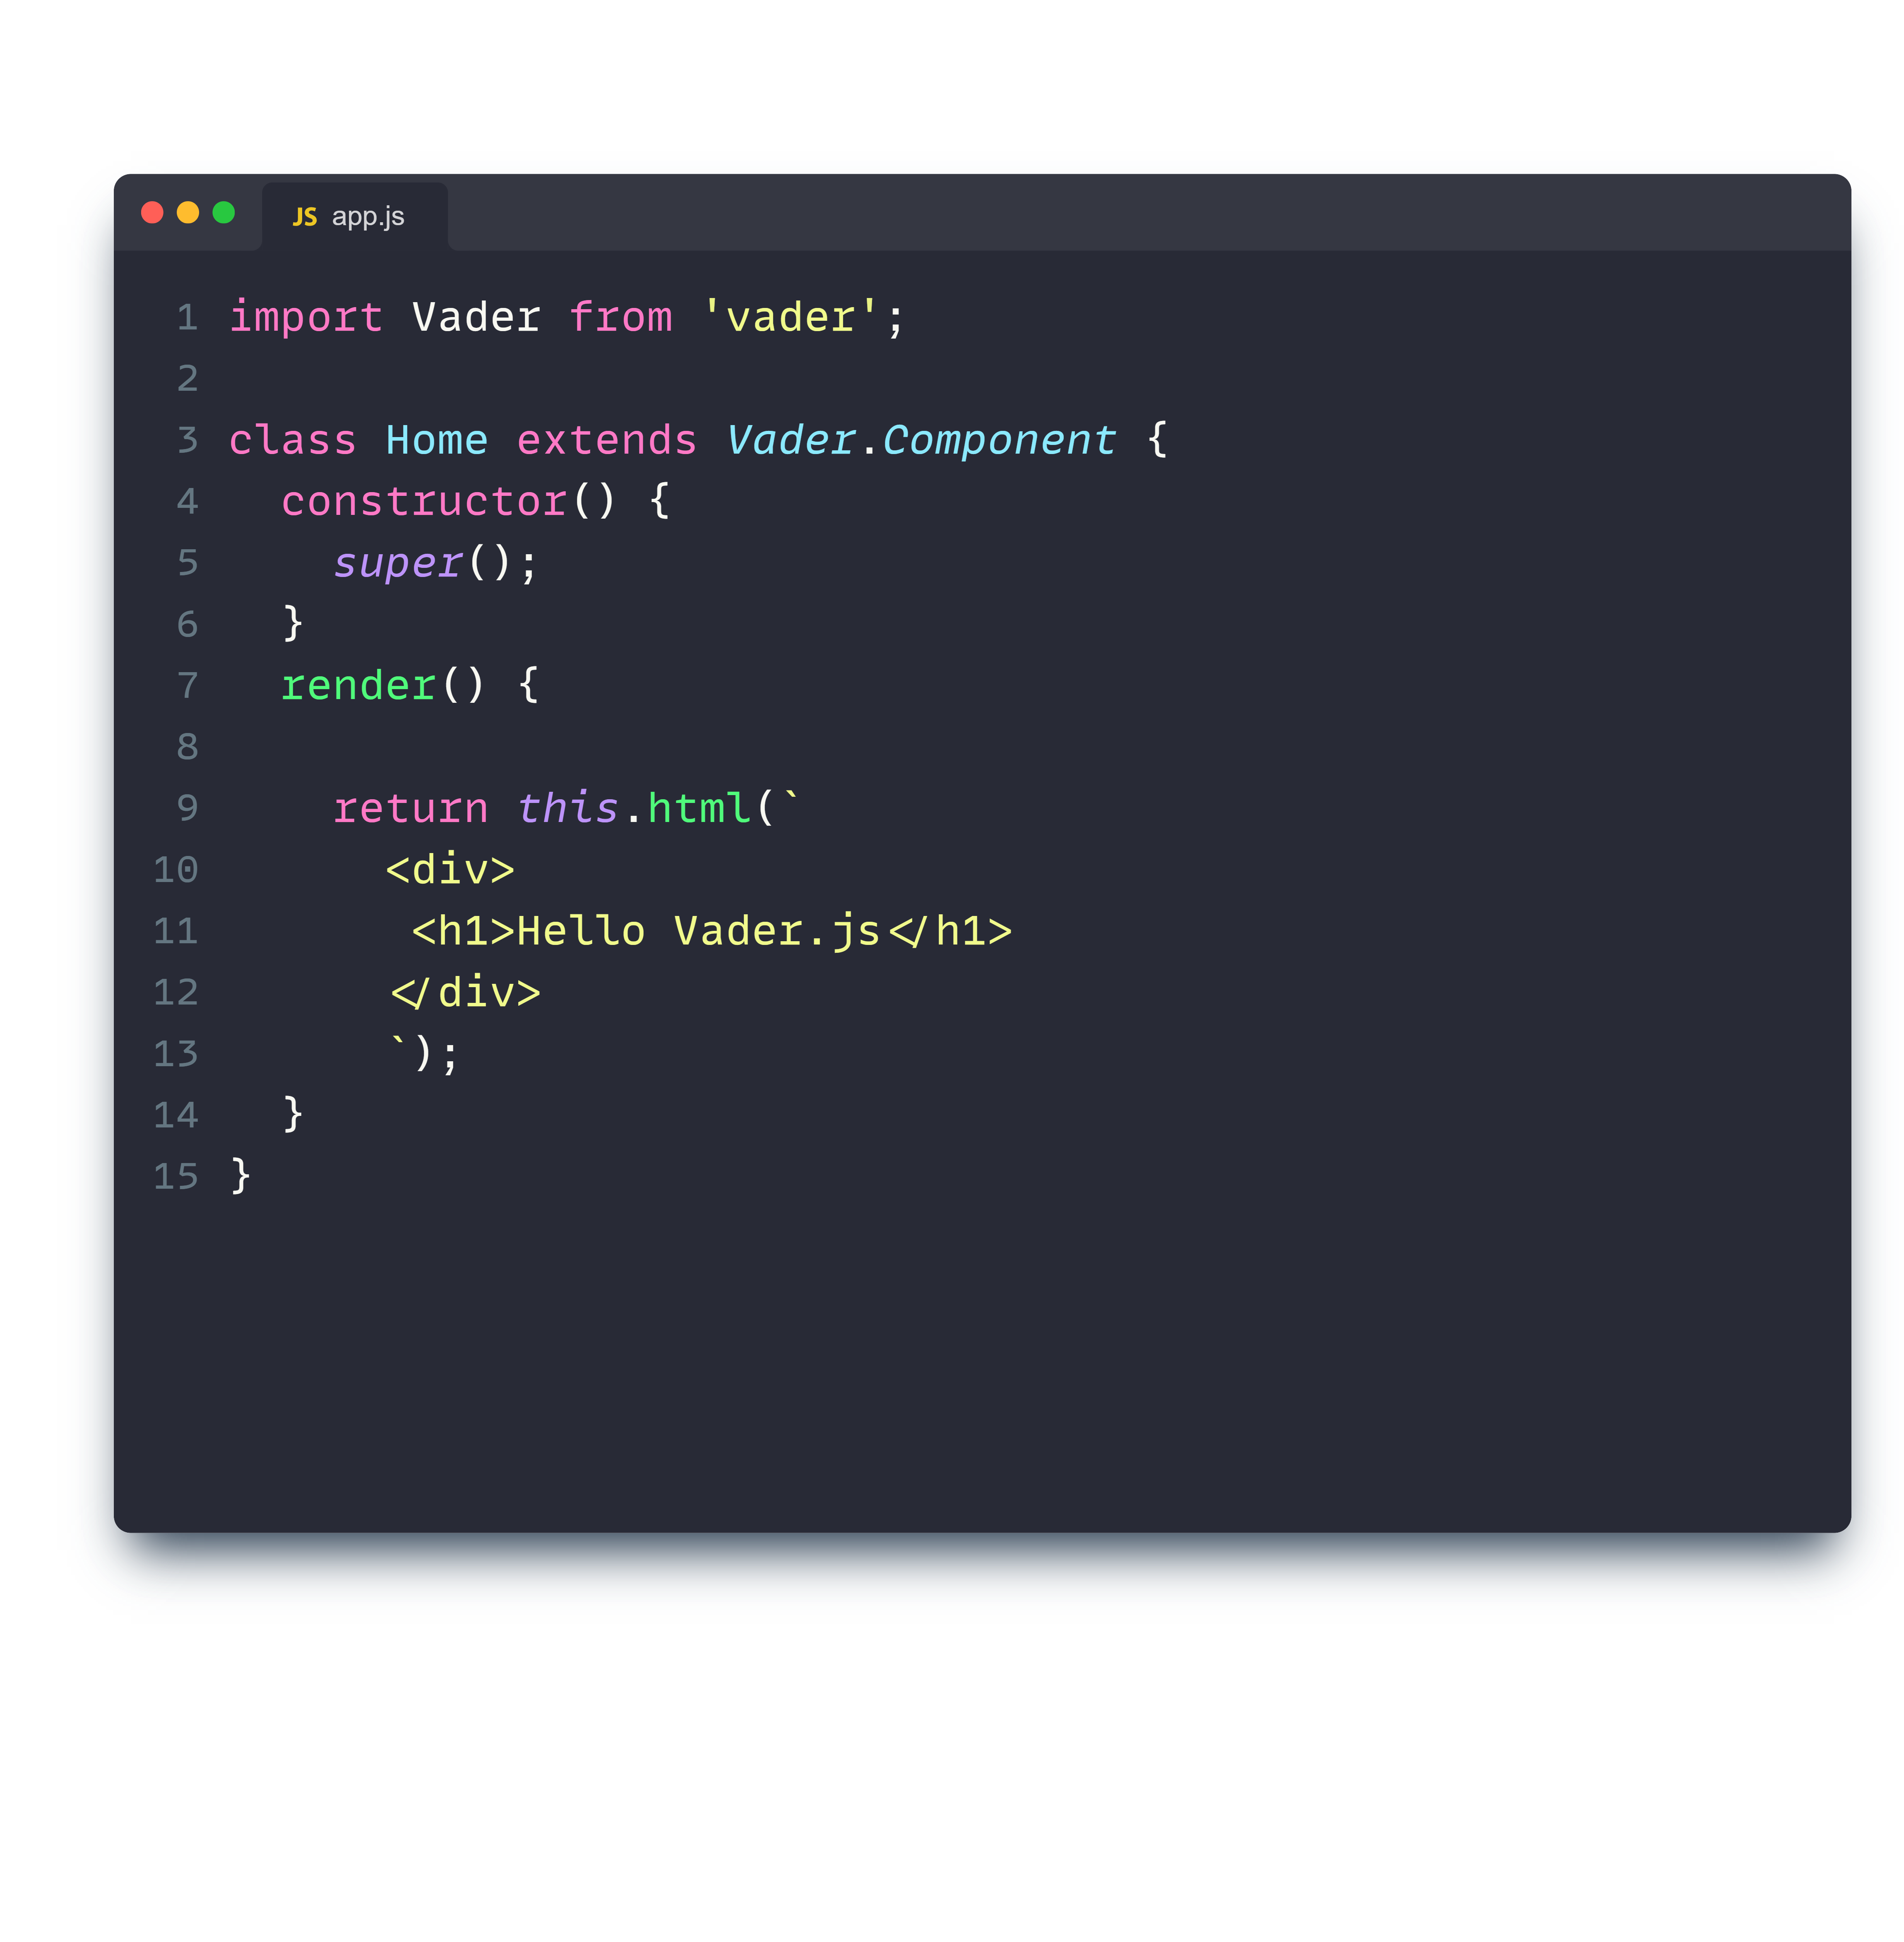 JS app.js
1 import Vader from 'vader';
2
3 class Home extends Vader.Component {
4   constructor() {
5     super();
6   }
7   render() {
8
9     return this.html(`
10       <div>
11        <h1>Hello Vader.js</h1>
12       </div>
13       `);
14   }
15 }